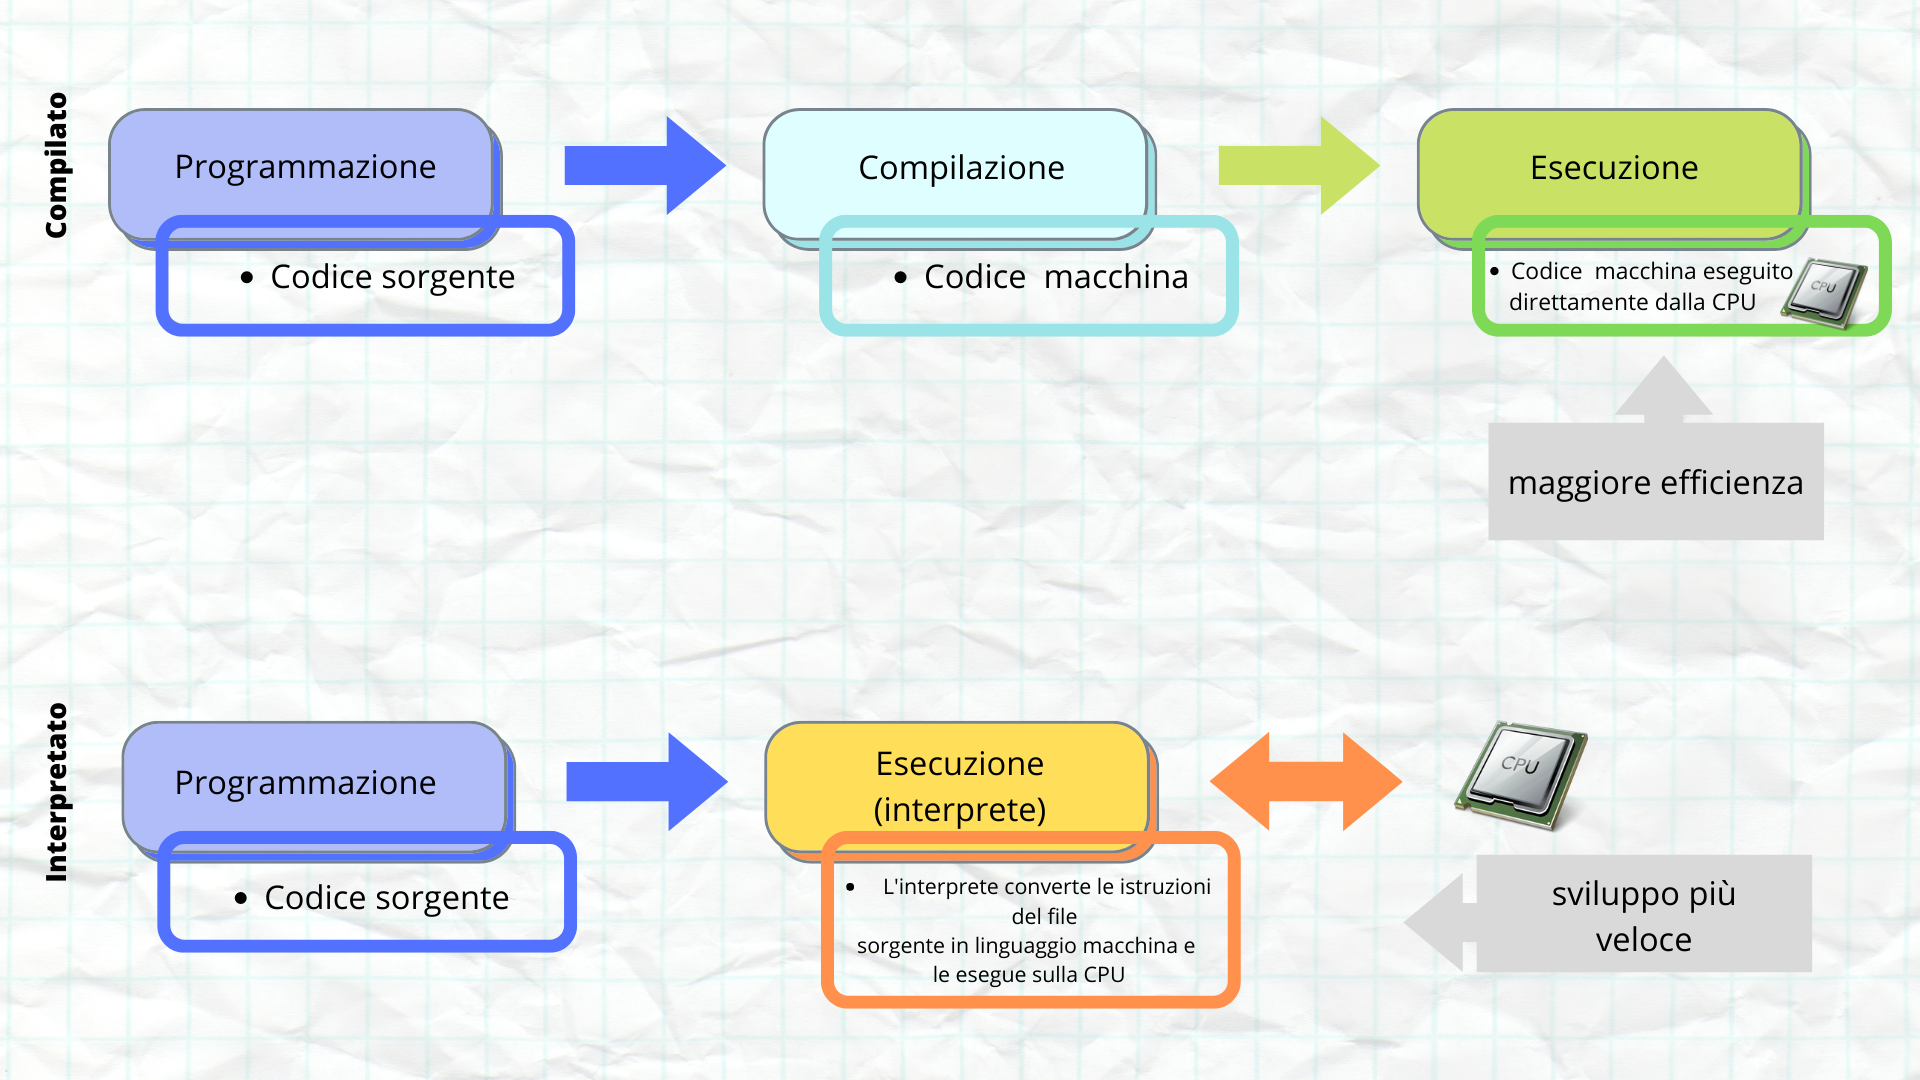 Compilato
Programmazione
• Codice sorgente
Compilazione
• Codice macchina
Esecuzione
• Codice macchina eseguito
direttamente dalla CPU
CPU
maggiore efficienza
Interpretato
Programmazione
• Codice sorgente
Esecuzione
(interprete)
• L'interprete converte le istruzioni
del file
sorgente in linguaggio macchina e
le esegue sulla CPU
CPU
sviluppo più
veloce